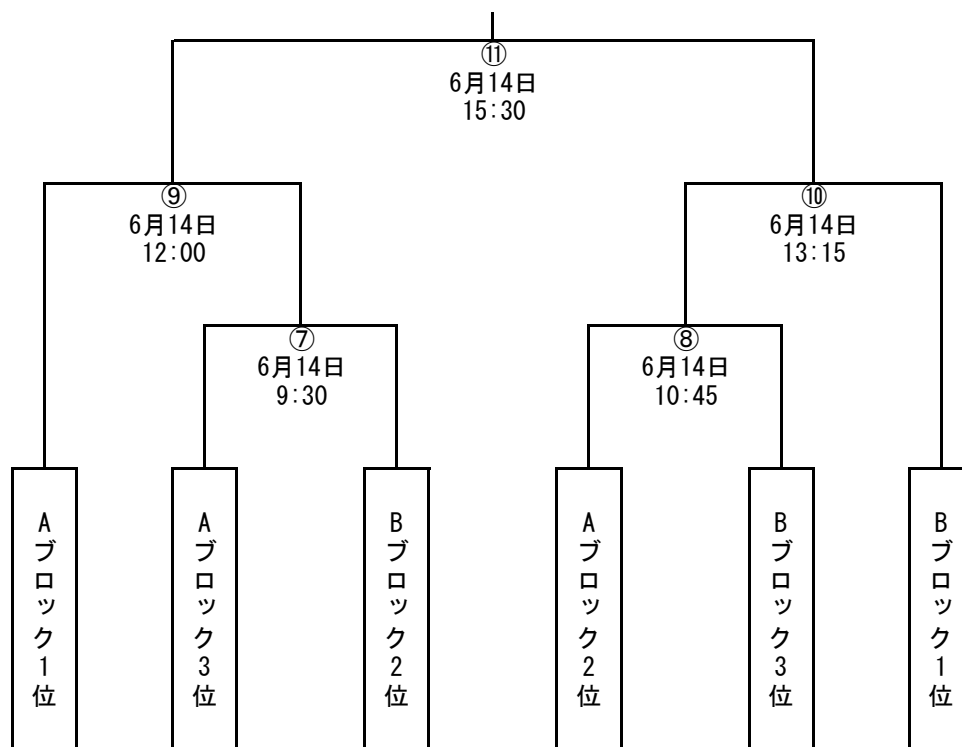 ⑪
6月14日
15:30
⑨
6月14日
12:00
⑩
6月14日
13:15
⑦
6月14日
9:30
⑧
6月14日
10:45
Aブロック1位
Aブロック3位
Bブロック2位
Aブロック2位
Bブロック3位
Bブロック1位